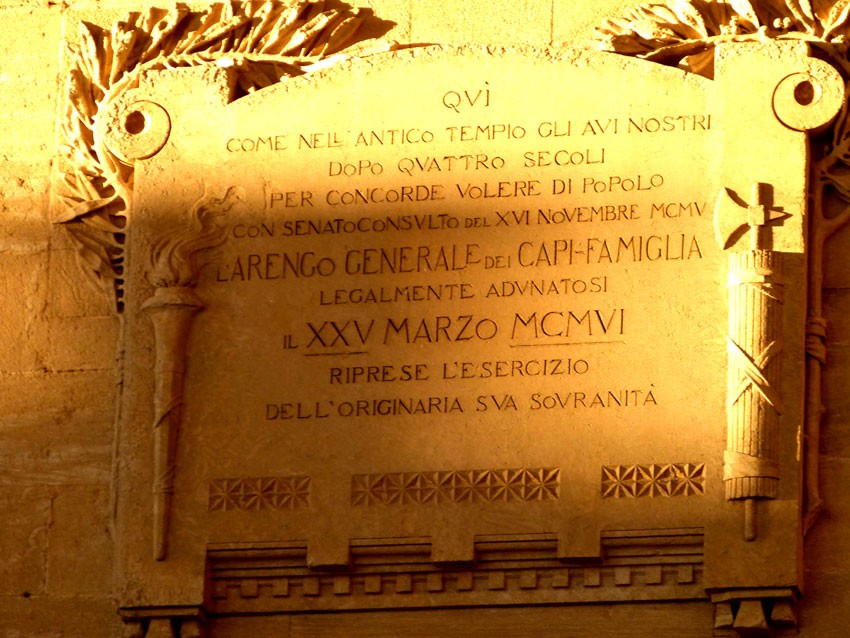 QVÌ
COME NELL'ANTICO TEMPIO GLI AVI NOSTRI
DOPO QVATTRO SECOLI
PER CONCORDE VOLERE DI POPOLO
CON SENATOCONSVLTO DEL XVI NOVEMBRE MCMV
L'ARENGO GENERALE DEI CAPI-FAMIGLIA
LEGALMENTE ADVNATOSI
IL XXV MARZO MCMVI
RIPRESE L'ESERCIZIO
DELL'ORIGINARIA SVA SOVRANITÀ